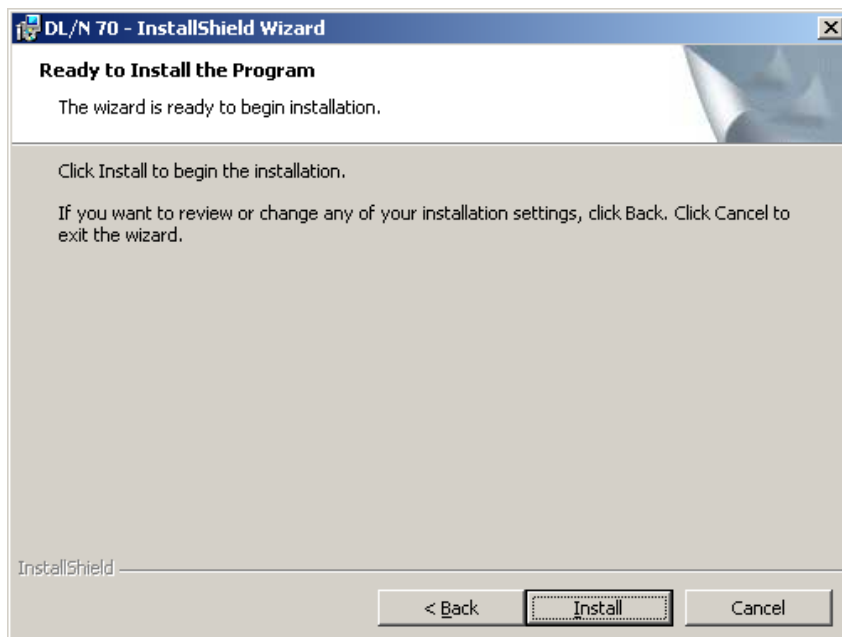 DL/N 70 - InstallShield Wizard
Ready to Install the Program
The wizard is ready to begin installation.
Click Install to begin the installation.
If you want to review or change any of your installation settings, click Back. Click Cancel to
exit the wizard.
InstallShield
< Back
Install
Cancel